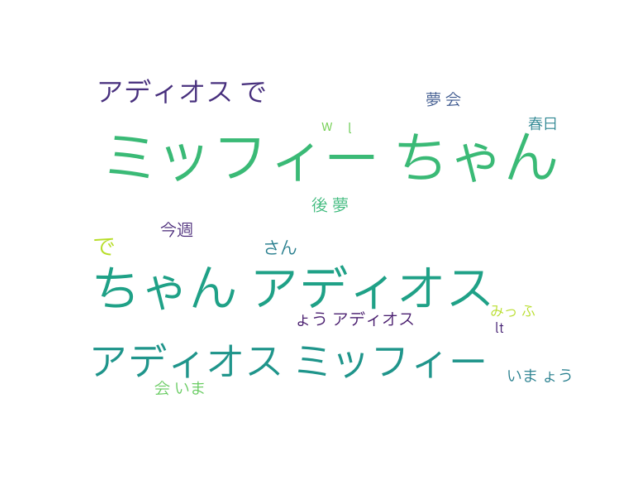 アディオス で
夢 会
w
l
春日
ミッフィー ちゃん
後 夢
今週
で
さん
ちゃん アディオス
みっ ふ
ょう アディオス
lt
アディオス ミッフィー
いま ょう
会 いま